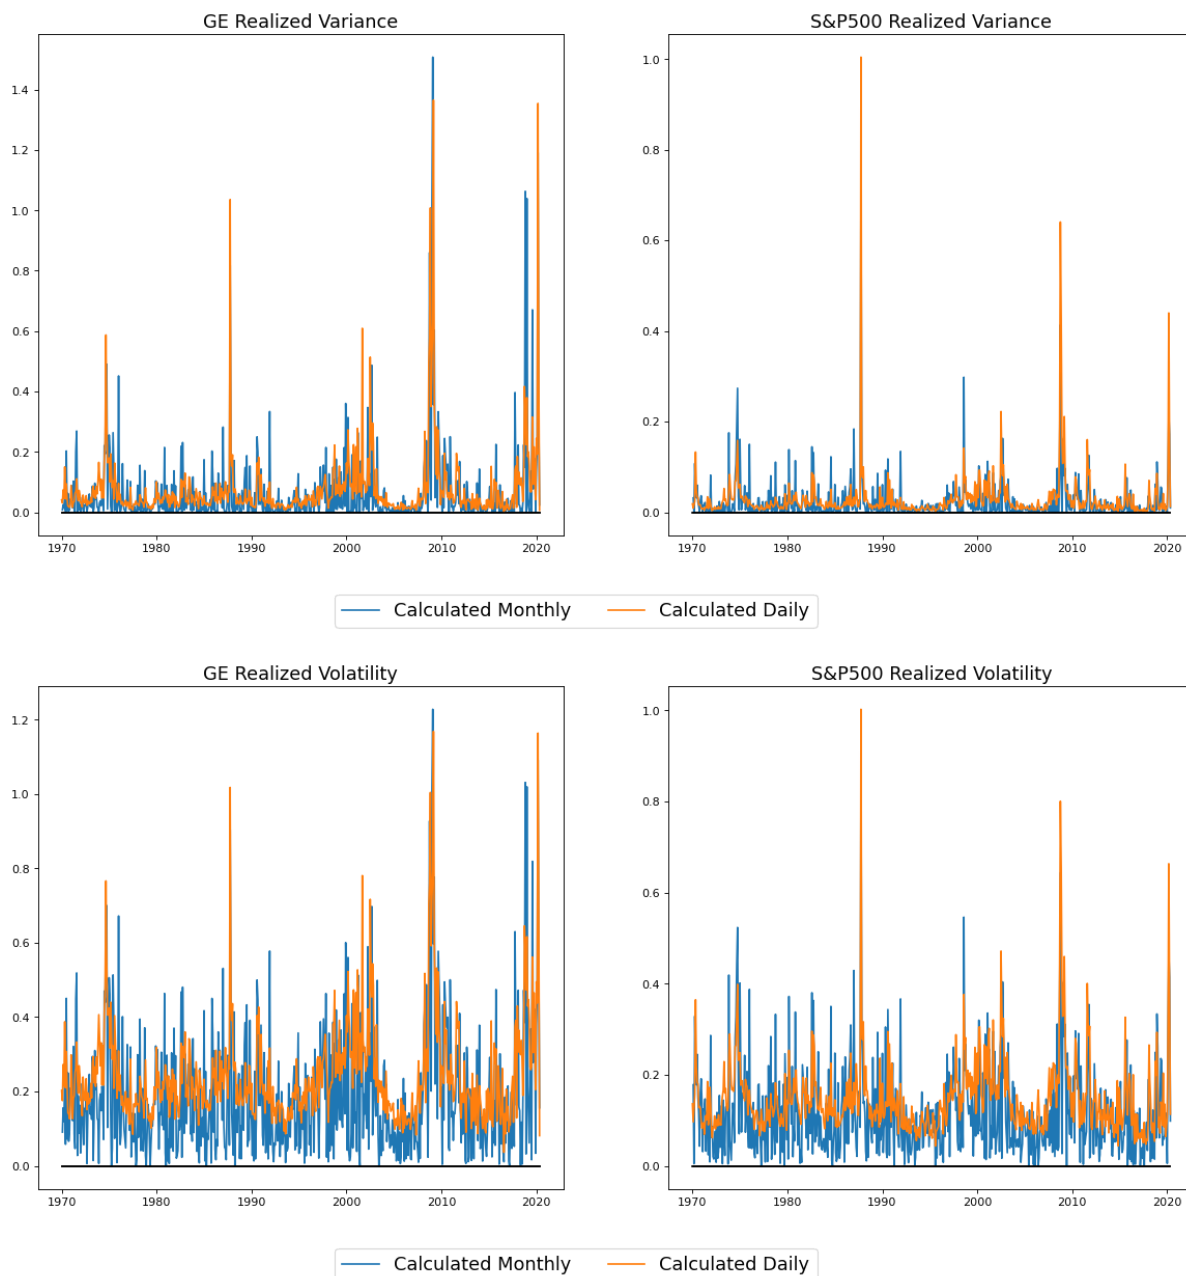 GE Realized Variance
S&P500 Realized Variance
1.4
1.2
1.0
0.8
0.6
0.4
0.2
0.0
1970 1980 1990 2000 2010 2020
1.0
0.8
0.6
0.4
0.2
0.0
1970 1980 1990 2000 2010 2020
Calculated Monthly Calculated Daily
GE Realized Volatility
S&P500 Realized Volatility
1.2
1.0
0.8
0.6
0.4
0.2
0.0
1970 1980 1990 2000 2010 2020
1.0
0.8
0.6
0.4
0.2
0.0
1970 1980 1990 2000 2010 2020
Calculated Monthly Calculated Daily